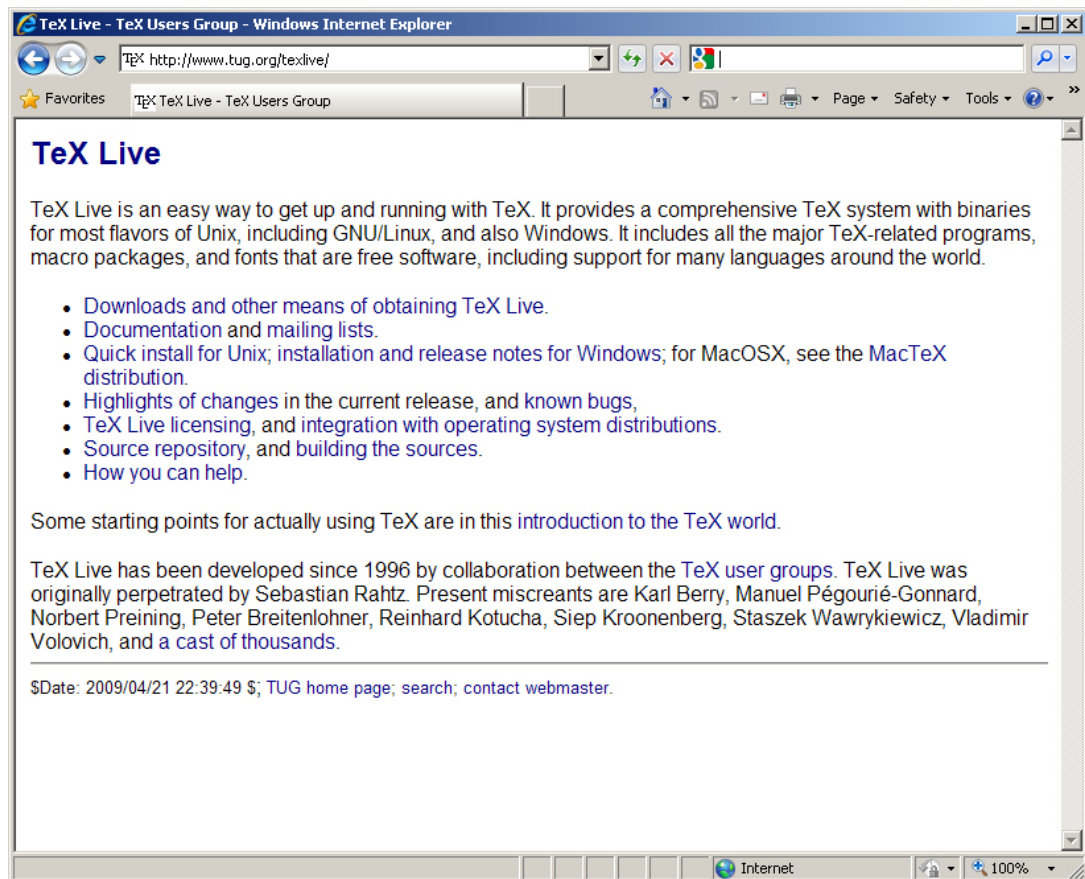 TeX Live - TeX Users Group - Windows Internet Explorer
TEX http://www.tug.org/texlive/
Favorites TEX TeX Live - TeX Users Group Page Safety Tools »
TeX Live
TeX Live is an easy way to get up and running with TeX. It provides a comprehensive TeX system with binaries
for most flavors of Unix, including GNU/Linux, and also Windows. It includes all the major TeX-related programs,
macro packages, and fonts that are free software, including support for many languages around the world.
• Downloads and other means of obtaining TeX Live.
• Documentation and mailing lists.
• Quick install for Unix; installation and release notes for Windows; for MacOSX, see the MacTeX
distribution.
• Highlights of changes in the current release, and known bugs,
• TeX Live licensing, and integration with operating system distributions.
• Source repository, and building the sources.
• How you can help.
Some starting points for actually using TeX are in this introduction to the TeX world.
TeX Live has been developed since 1996 by collaboration between the TeX user groups. TeX Live was
originally perpetrated by Sebastian Rahtz. Present miscreants are Karl Berry, Manuel Pégourié-Gonnard,
Norbert Preining, Peter Breitenlohner, Reinhard Kotucha, Siep Kroonenberg, Staszek Wawrykiewicz, Vladimir
Volovich, and a cast of thousands.
$Date: 2009/04/21 22:39:49 $; TUG home page; search; contact webmaster.
Internet 100%